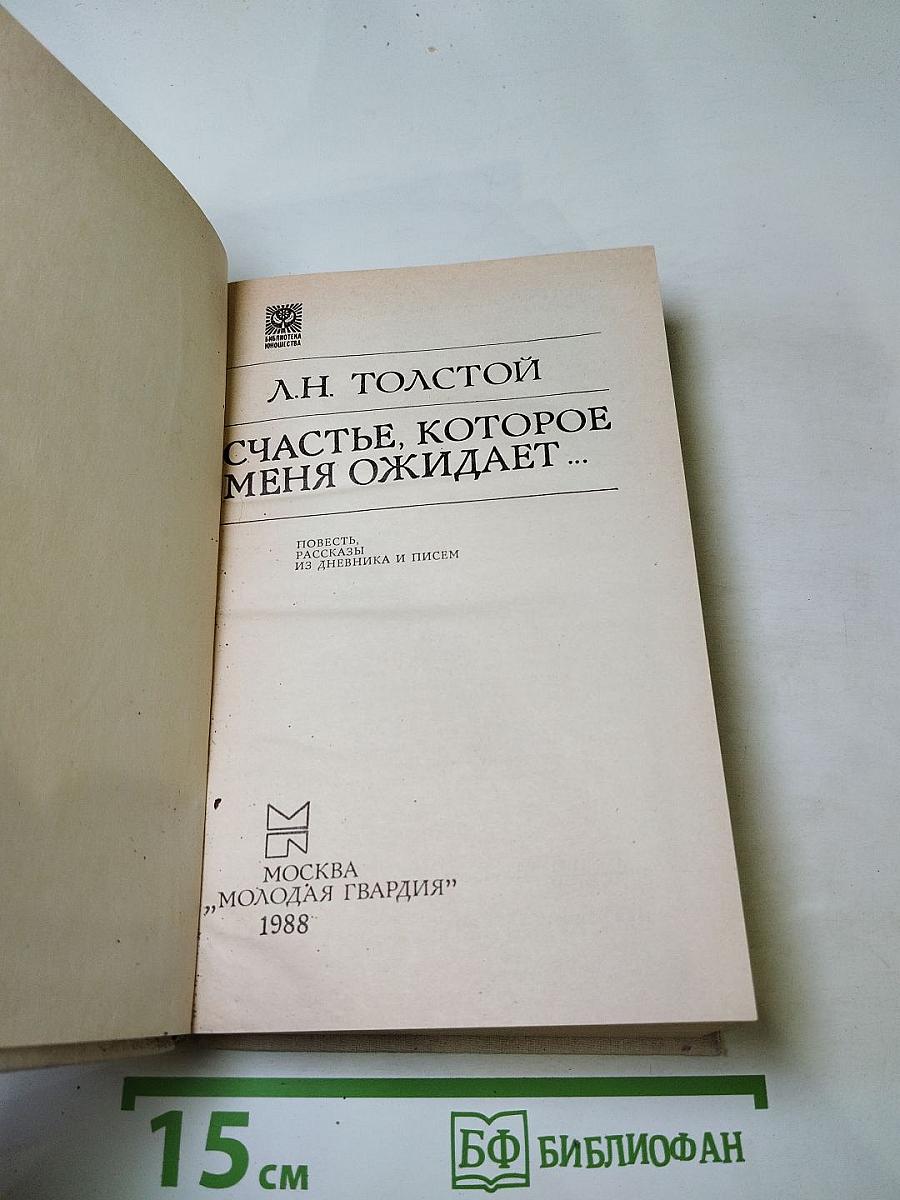 БИБЛИОТЕКА
ЮНОШЕСТВА
Л.Н. ТОЛСТОЙ
СЧАСТЬЕ, КОТОРОЕ
МЕНЯ ОЖИДАЕТ...
ПОВЕСТЬ,
РАССКАЗЫ
ИЗ ДНЕВНИКА И ПИСЕМ
МОСКВА
„МОЛОДАЯ ГВАРДИЯ”
1988
15 см
БФ БИБЛИОФАН